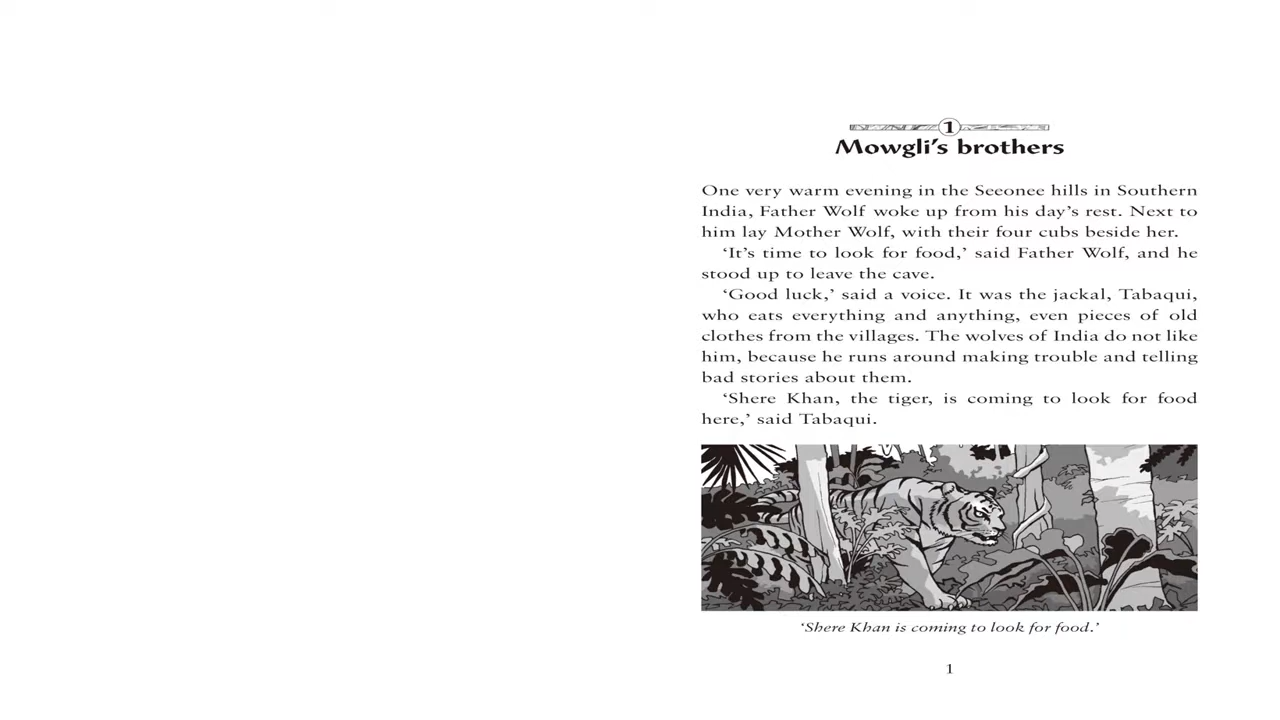 1
Mowgli’s brothers
One very warm evening in the Seeonee hills in Southern
India, Father Wolf woke up from his day’s rest. Next to
him lay Mother Wolf, with their four cubs beside her.
‘It’s time to look for food,’ said Father Wolf, and he
stood up to leave the cave.
‘Good luck,’ said a voice. It was the jackal, Tabaqui,
who eats everything and anything, even pieces of old
clothes from the villages. The wolves of India do not like
him, because he runs around making trouble and telling
bad stories about them.
‘Shere Khan, the tiger, is coming to look for food
here,’ said Tabaqui.
‘Shere Khan is coming to look for food.’
1